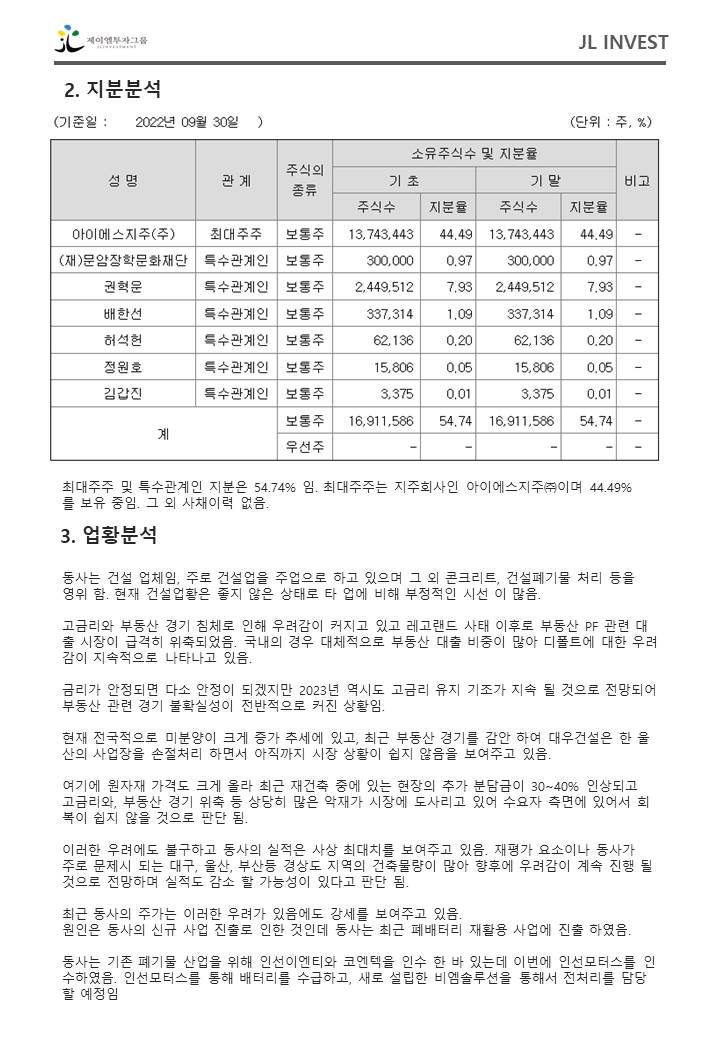 제이엘투자그룹
JLINVESTMENT
JL INVEST
2. 지분분석
(기준일 : 2022년 09월 30일 )
(단위 : 주, %)
성 명 관 계 주식의 종류 소유주식수 및 지분율 비고
기 초 기 말
주식수 지분율 주식수 지분율
아이에스지주(주) 최대주주 보통주 13,743,443 44.49 13,743,443 44.49 -
(재)문암장학문화재단 특수관계인 보통주 300,000 0.97 300,000 0.97 -
권혁운 특수관계인 보통주 2,449,512 7.93 2,449,512 7.93 -
배한선 특수관계인 보통주 337,314 1.09 337,314 1.09 -
허석헌 특수관계인 보통주 62,136 0.20 62,136 0.20 -
정원호 특수관계인 보통주 15,806 0.05 15,806 0.05 -
김갑진 특수관계인 보통주 3,375 0.01 3,375 0.01 -
계 보통주 16,911,586 54.74 16,911,586 54.74 -
우선주 - - - - -
최대주주 및 특수관계인 지분은 54.74% 임. 최대주주는 지주회사인 아이에스지주㈜이며 44.49%
를 보유 중임. 그 외 사채이력 없음.
3. 업황분석
동사는 건설 업체임, 주로 건설업을 주업으로 하고 있으며 그 외 콘크리트, 건설폐기물 처리 등을
영위 함. 현재 건설업황은 좋지 않은 상태로 타 업에 비해 부정적인 시선 이 많음.
고금리와 부동산 경기 침체로 인해 우려감이 커지고 있고 레고랜드 사태 이후로 부동산 PF 관련 대
출 시장이 급격히 위축되었음. 국내의 경우 대체적으로 부동산 대출 비중이 많아 디폴트에 대한 우려
감이 지속적으로 나타나고 있음.
금리가 안정되면 다소 안정이 되겠지만 2023년 역시도 고금리 유지 기조가 지속 될 것으로 전망되어
부동산 관련 경기 불확실성이 전반적으로 커진 상황임.
현재 전국적으로 미분양이 크게 증가 추세에 있고, 최근 부동산 경기를 감안 하여 대우건설은 한 울
산의 사업장을 손절처리 하면서 아직까지 시장 상황이 쉽지 않음을 보여주고 있음.
여기에 원자재 가격도 크게 올라 최근 재건축 중에 있는 현장의 추가 분담금이 30~40% 인상되고
고금리와, 부동산 경기 위축 등 상당히 많은 악재가 시장에 도사리고 있어 수요자 측면에 있어서 회
복이 쉽지 않을 것으로 판단 됨.
이러한 우려에도 불구하고 동사의 실적은 사상 최대치를 보여주고 있음. 재평가 요소이나 동사가
주로 문제시 되는 대구, 울산, 부산등 경상도 지역의 건축물량이 많아 향후에 우려감이 계속 진행 될
것으로 전망하며 실적도 감소 할 가능성이 있다고 판단 됨.
최근 동사의 주가는 이러한 우려가 있음에도 강세를 보여주고 있음.
원인은 동사의 신규 사업 진출로 인한 것인데 동사는 최근 폐배터리 재활용 사업에 진출 하였음.
동사는 기존 폐기물 산업을 위해 인선이엔티와 코엔텍을 인수 한 바 있는데 이번에 인선모터스를 인
수하였음. 인선모터스를 통해 배터리를 수급하고, 새로 설립한 비엠솔루션을 통해서 전처리를 담당
할 예정임